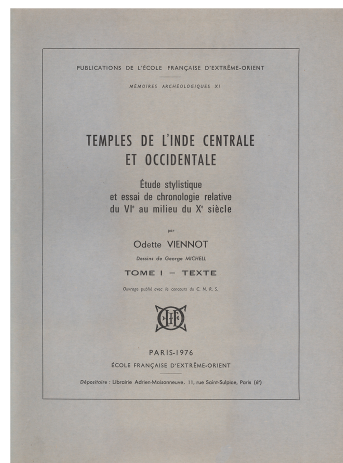 PUBLICATIONS DE L'ÉCOLE FRANÇAISE D'EXTRÊME-ORIENT
MÉMOIRES ARCHÉOLOGIQUES XI
TEMPLES DE L'INDE CENTRALE
ET OCCIDENTALE
Étude stylistique
et essai de chronologie relative
du VIᵉ au milieu du Xᵉ siècle
par
Odette VIENNOT
Dessins de George MICHELL
TOME I – TEXTE
Ouvrage publié avec le concours du C. N. R. S.
PARIS-1976
ÉCOLE FRANÇAISE D'EXTRÊME-ORIENT
Dépositaire : Librairie Adrien-Maisonneuve, 11, rue Saint-Sulpice, Paris (6ᵉ)